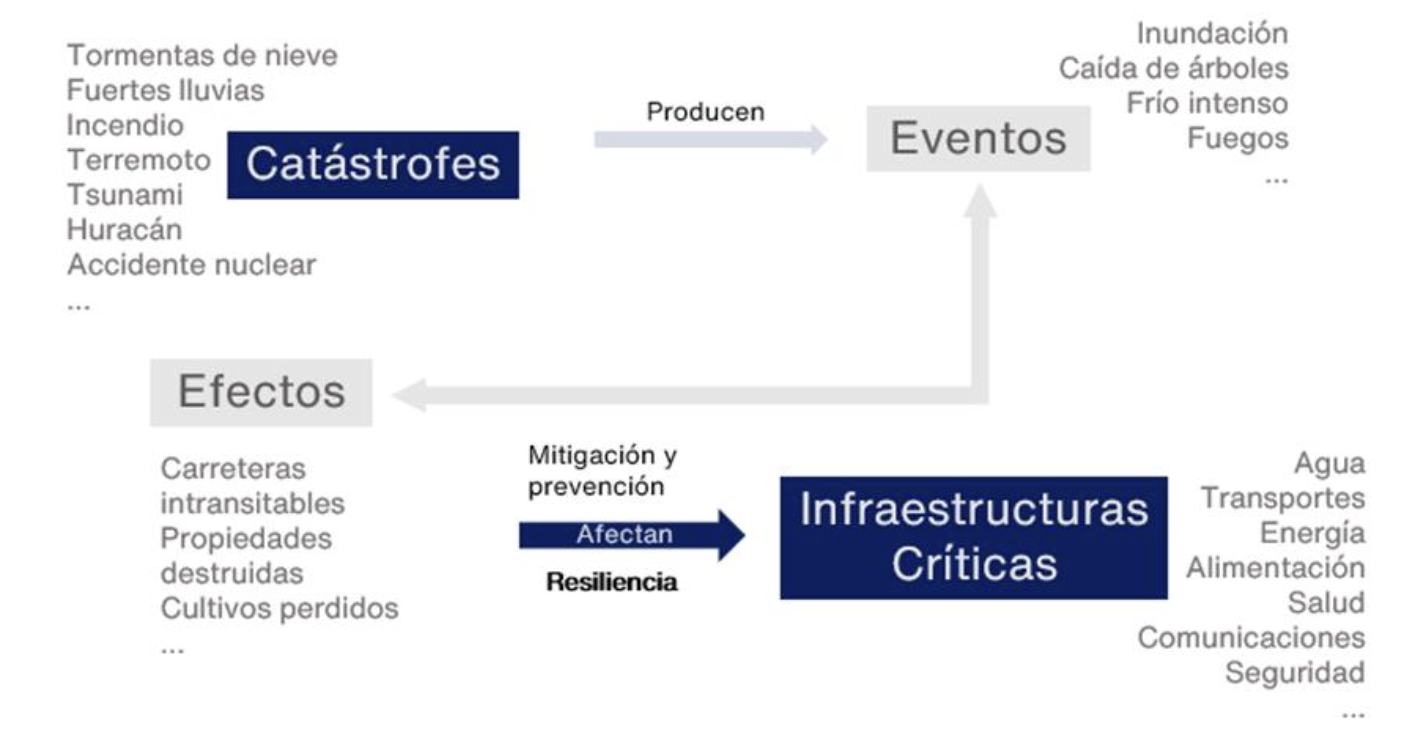 Tormentas de nieve
Fuertes lluvias
Incendio
Terremoto
Tsunami
Huracán
Accidente nuclear
...
Catástrofes
Producen
Eventos
Inundación
Caída de árboles
Frío intenso
Fuegos
...
Efectos
Carreteras
intransitables
Propiedades
destruidas
Cultivos perdidos
...
Mitigación y
prevención
Afectan
Resiliencia
Infraestructuras
Críticas
Agua
Transportes
Energía
Alimentación
Salud
Comunicaciones
Seguridad
...